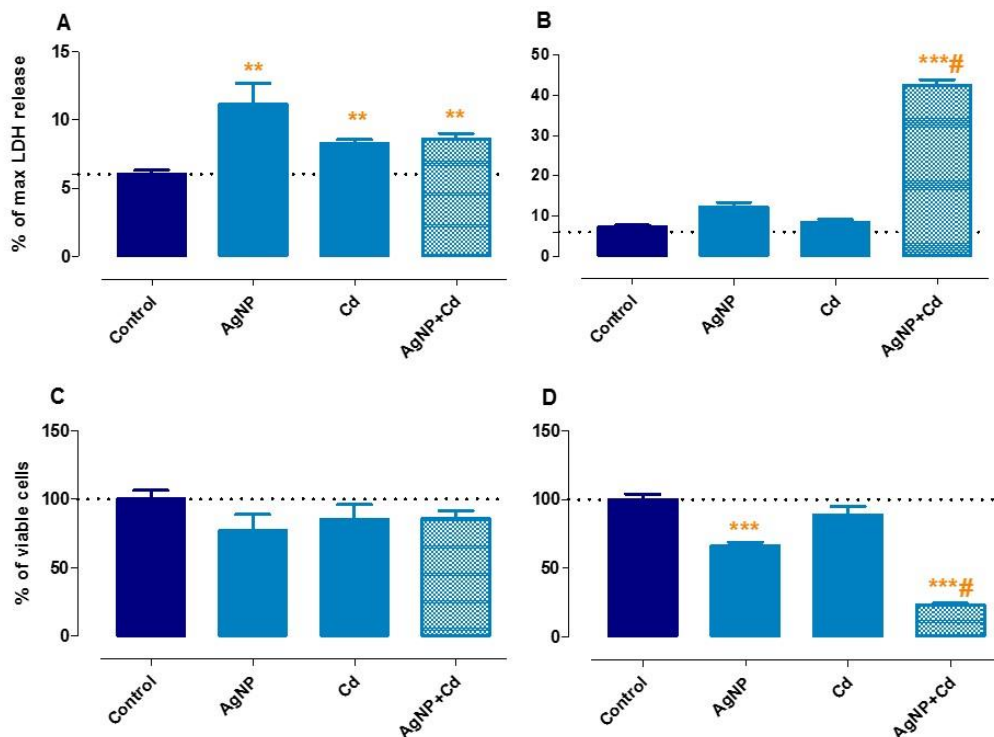 A
% of max LDH release
15
10
5
0
**
**
**
Control
AgNP
Cd
AgNP+Cd
B
50
40
30
20
10
0
***#
Control
AgNP
Cd
AgNP+Cd
C
% of viable cells
150
100
50
0
Control
AgNP
Cd
AgNP+Cd
D
150
100
50
0
***
***#
Control
AgNP
Cd
AgNP+Cd